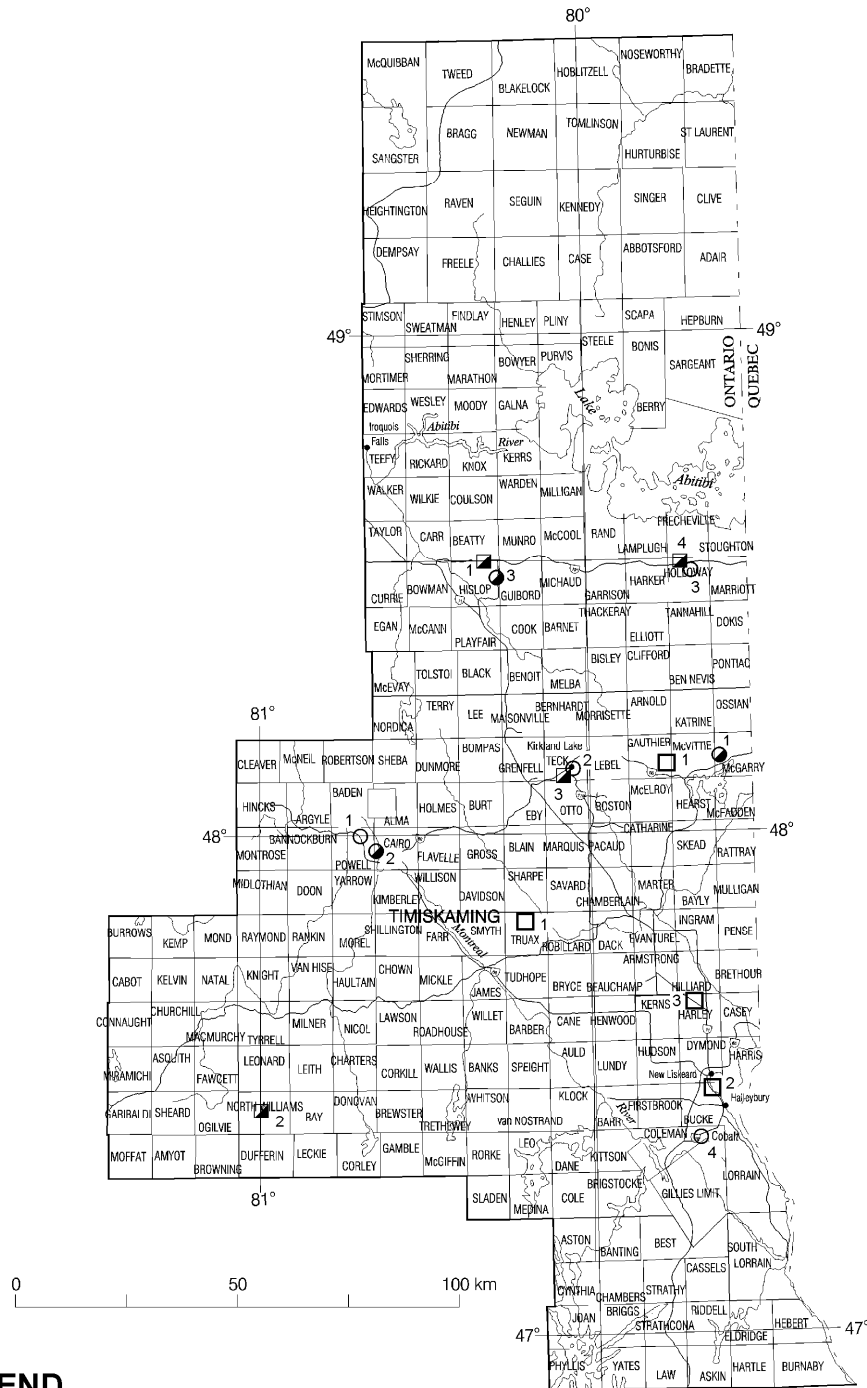 80°
McQUIBBAN TWEED BLAKELOCK HOBLITZELL NOSEWORTHY BRADETTE
SANGSTER BRAGG NEWMAN TOMLINSON HURTURBISE ST LAURENT
HEIGHTINGTON RAVEN SEGUIN KENNEDY SINGER CLIVE
DEMPSAY FREELE CHALLIES CASE ABBOTSFORD ADAIR
STIMSON SWEATMAN FINDLAY HENLEY PLINY STEELE SCAPA HEPBURN
49° 49°
MORTIMER SHERRING MARATHON BOWYER PURVIS BONIS SARGEANT
ONTARIO
QUEBEC
EDWARDS WESLEY MOODY GALNA Lake BERRY
Iroquois Falls Abitibi River
TEEFY RICKARD KNOX KERRS Abitibi
WALKER WILKIE COULSON WARDEN MILLIGAN
FRECHEVILLE
TAYLOR CARR BEATTY MUNRO McCOOL RAND LAMPLUGH 4 STOUGHTON
1 3
CURRIE BOWMAN HISLOP GUIBORD MICHAUD GARRISON HARKER HOLLOWAY 3 MARRIOTT
EGAN McCANN PLAYFAIR COOK BARNET THACKERAY ELLIOTT TANNAHILL DOKIS
McEVAY TOLSTOI BLACK BENOIT MELBA BISLEY CLIFFORD BEN NEVIS PONTIAC
81°
NORDICA TERRY LEE MAISONVILLE BERNHARDT MORRISETTE ARNOLD KATRINE OSSIAN
CLEAVER McNEIL ROBERTSON SHEBA DUNMORE BOMPAS GRENFELL Kirkland Lake TECK 2 LEBEL GAUTHIER 1 McVITTIE 1 McGARRY
HINCKS ARGYLE BADEN ALMA HOLMES BURT EBY 3 OTTO BOSTON McELROY HEARST McFADDEN
48° 48°
MONTROSE BANNOCKBURN 1 POWELL CAIRO 2 FLAVELLE GROSS BLAIN MARQUIS PACAUD CATHARINE SKEAD RATTRAY
MIDLOTHIAN DOON YARROW KIMBERLEY WILLISON DAVIDSON SHARPE SAVARD CHAMBERLAIN MARTER BAYLY MULLIGAN
TIMISKAMING
BURROWS KEMP MOND RAYMOND RANKIN MOREL SHILLINGTON FARR Montreal SMYTH TRUAX 1 ROBILLARD DACK EVANTUREL INGRAM PENSE
CABOT KELVIN NATAL KNIGHT VAN HISE HAULTAIN CHOWN MICKLE TUDHOPE BRYCE BEAUCHAMP ARMSTRONG HILLIARD BRETHOUR
CONNAUGHT CHURCHILL MACMURCHY TYRRELL MILNER NICOL LAWSON ROADHOUSE JAMES WILLET BARBER CANE HENWOOD KERNS 3 HARLEY CASEY
MIRAMICHI ASQUITH FAWCETT LEONARD LEITH CHARTERS CORKILL WALLIS BANKS SPEIGHT AULD LUNDY HUDSON DYMOND HARRIS
New Liskeard 2
Haileybury
GARIBALDI SHEARD OGILVIE NORTH WILLIAMS 2 RAY DONOVAN BREWSTER TRETHEWEY WHITSON van NOSTRAND KLOCK BARR River FIRSTBROOK BUCKE
MOFFAT AMYOT BROWNING DUFFERIN LECKIE CORLEY GAMBLE McGIFFIN RORKE LEO DANE KITTSON COLEMAN Cobalt 4 LORRAIN
81°
SLADEN MEDINA COLE BRIGSTOCKE GILLIES LIMIT
ASTON BANTING BEST SOUTH LORRAIN
CASSELS
0 50 100 km
CYNTHIA CHAMBERS STRATHY
JOAN BRIGGS STRATHCONA RIDDELL ELDRIDGE HEBERT
47° 47°
PHYLLIS YATES LAW ASKIN HARTLE BURNABY
END